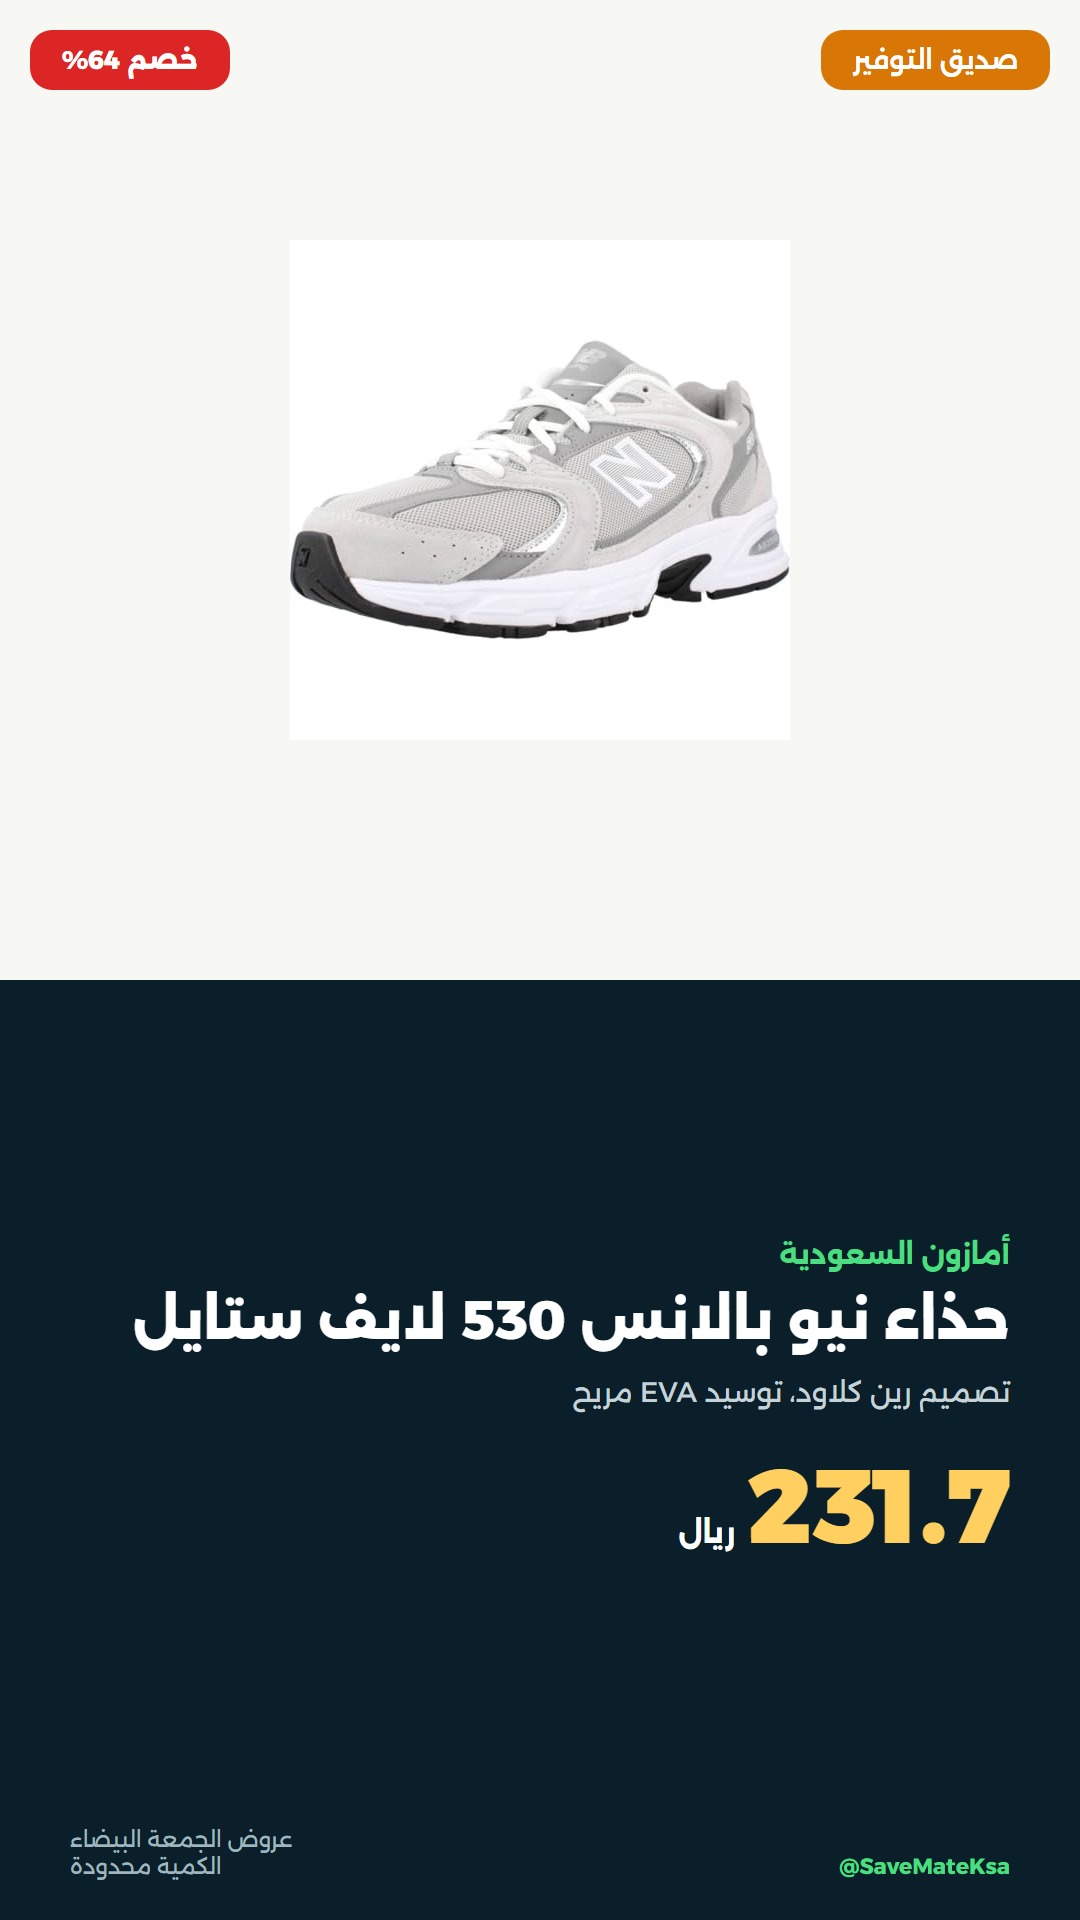 صديق التوفير
خصم 64%
N
أمازون السعودية
حذاء نيو بالانس 530 لايف ستايل
تصميم رين كلاود، توسيد EVA مريح
231.7 ريال
عروض الجمعة البيضاء
الكمية محدودة
@SaveMateKsa